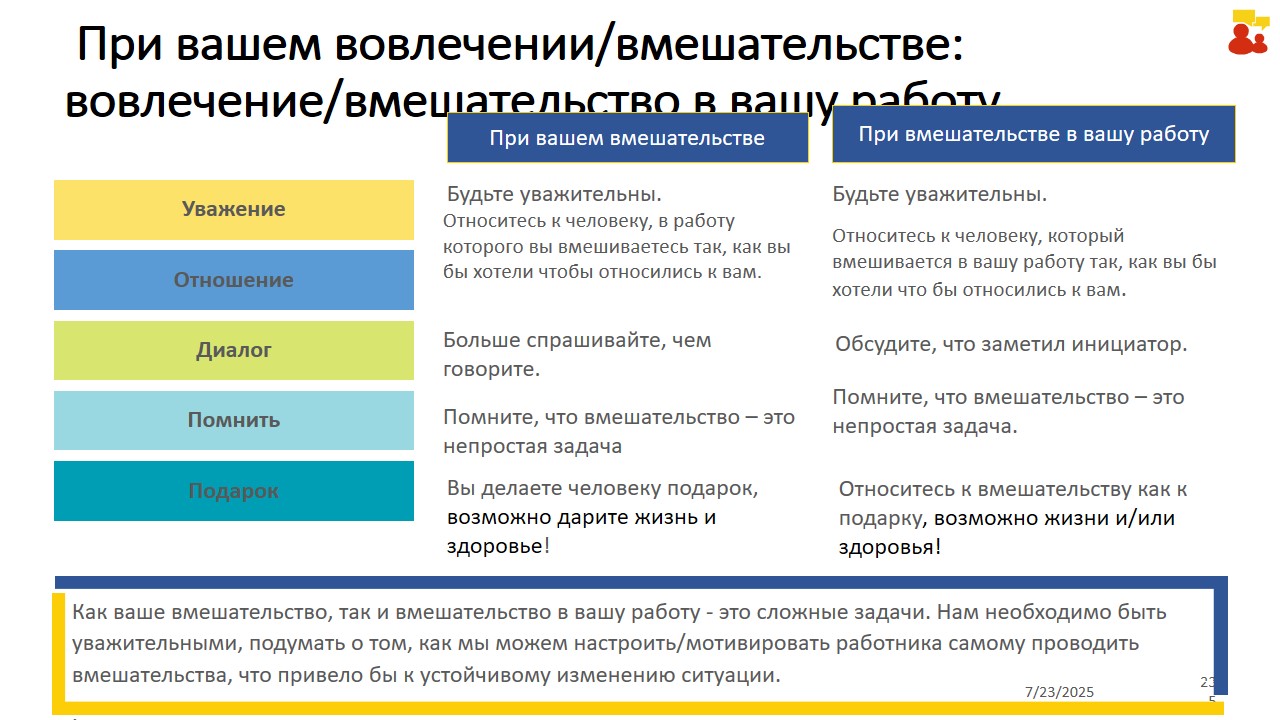 При вашем вовлечении/вмешательстве:
вовлечение/вмешательство в вашу работу
При вашем вмешательстве
При вмешательстве в вашу работу
Уважение
Будьте уважительны.
Относитесь к человеку, в работу
которого вы вмешиваетесь так, как вы
бы хотели чтобы относились к вам.
Будьте уважительны.
Относитесь к человеку, который
вмешивается в вашу работу так, как вы бы
хотели что бы относились к вам.
Отношение
Диалог
Больше спрашивайте, чем
говорите.
Обсудите, что заметил инициатор.
Помнить
Помните, что вмешательство – это
непростая задача
Помните, что вмешательство – это
непростая задача.
Подарок
Вы делаете человеку подарок,
возможно дарите жизнь и
здоровье!
Относитесь к вмешательству как к
подарку, возможно жизни и/или
здоровья!
Как ваше вмешательство, так и вмешательство в вашу работу - это сложные задачи. Нам необходимо быть
уважительными, подумать о том, как мы можем настроить/мотивировать работника самому проводить
вмешательства, что привело бы к устойчивому изменению ситуации.
7/23/2025
23
5